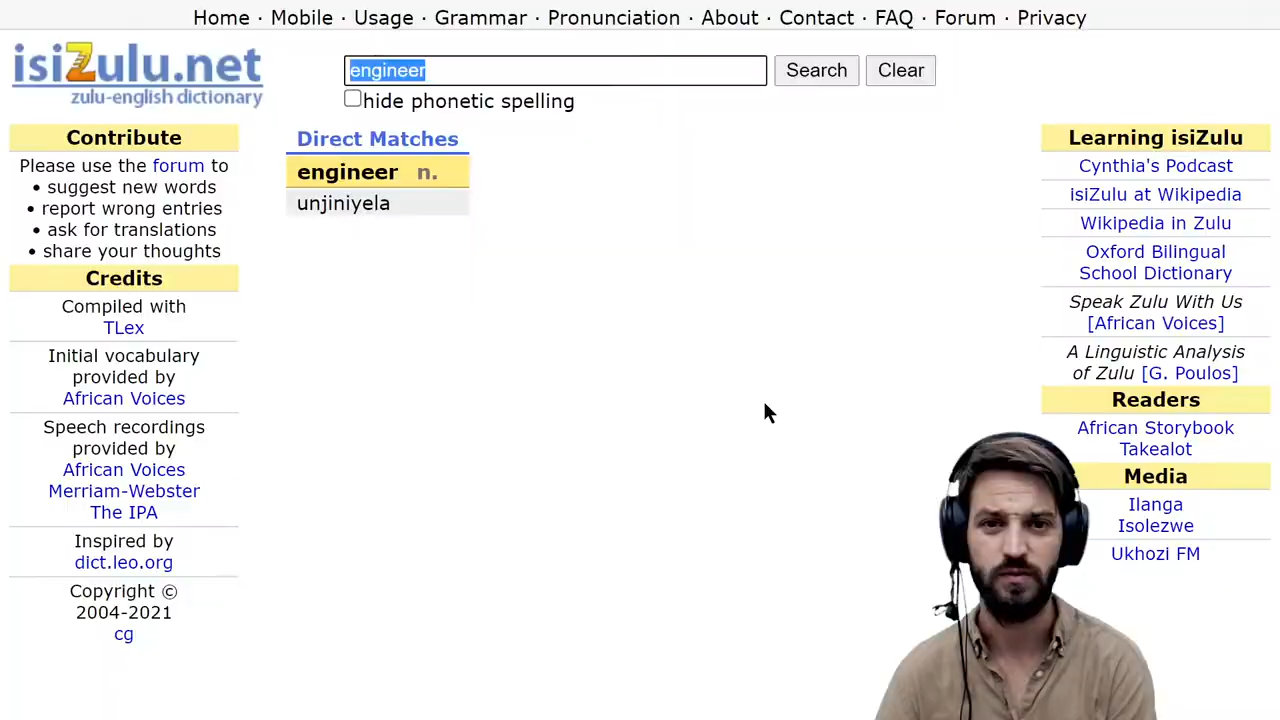 Home · Mobile · Usage · Grammar · Pronunciation · About · Contact · FAQ · Forum · Privacy
isiZulu.net
zulu-english dictionary
engineer
Search
Clear
hide phonetic spelling
Contribute
Please use the forum to
• suggest new words
• report wrong entries
• ask for translations
• share your thoughts
Credits
Compiled with
TLex
Initial vocabulary
provided by
African Voices
Speech recordings
provided by
African Voices
Merriam-Webster
The IPA
Inspired by
dict.leo.org
Copyright ©
2004-2021
cg
Direct Matches
engineer n.
unjiniyela
Learning isiZulu
Cynthia's Podcast
isiZulu at Wikipedia
Wikipedia in Zulu
Oxford Bilingual
School Dictionary
Speak Zulu With Us
[African Voices]
A Linguistic Analysis
of Zulu [G. Poulos]
Readers
African Storybook
Takealot
Media
Ilanga
Isolezwe
Ukhozi FM